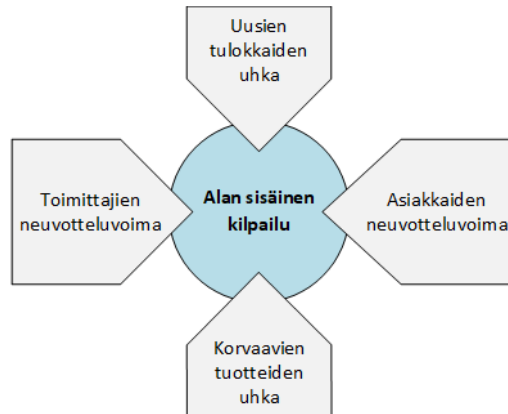 Uusien
tulokkaiden
uhka
Toimittajien
neuvotteluvoima
Alan sisäinen
kilpailu
Asiakkaiden
neuvotteluvoima
Korvaavien
tuotteiden
uhka